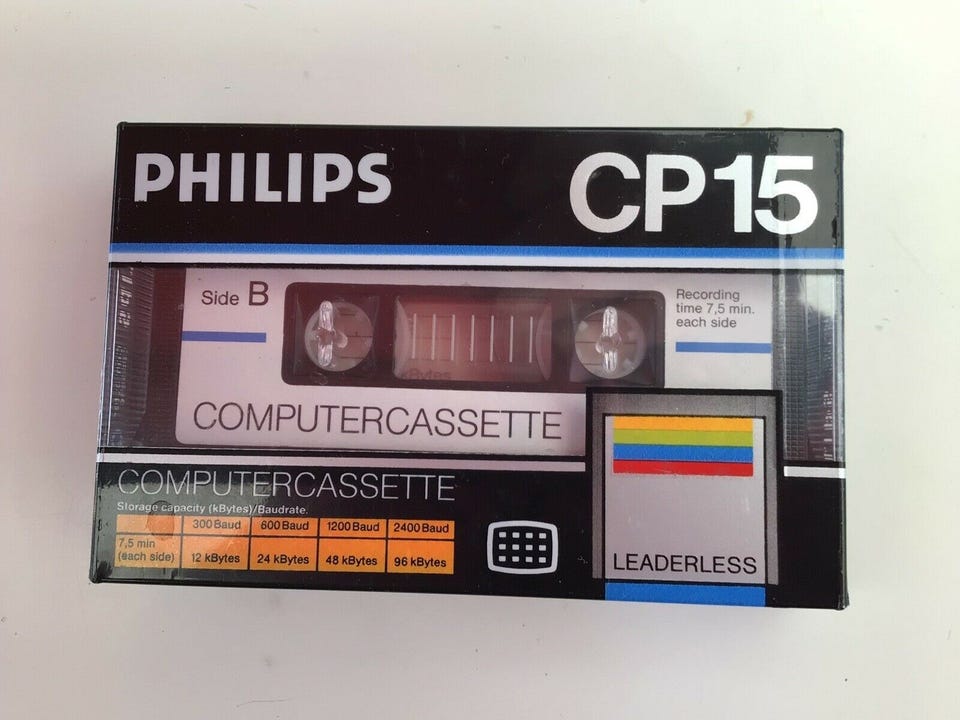 PHILIPS
CP15
Side B
Recording
time 7,5 min.
each side
kBytes
COMPUTERCASSETTE
COMPUTERCASSETTE
Storage capacity (kBytes)/Baudrate.
300 Baud 600 Baud 1200 Baud 2400 Baud
7,5 min
(each side) 12 kBytes 24 kBytes 48 kBytes 96 kBytes
LEADERLESS